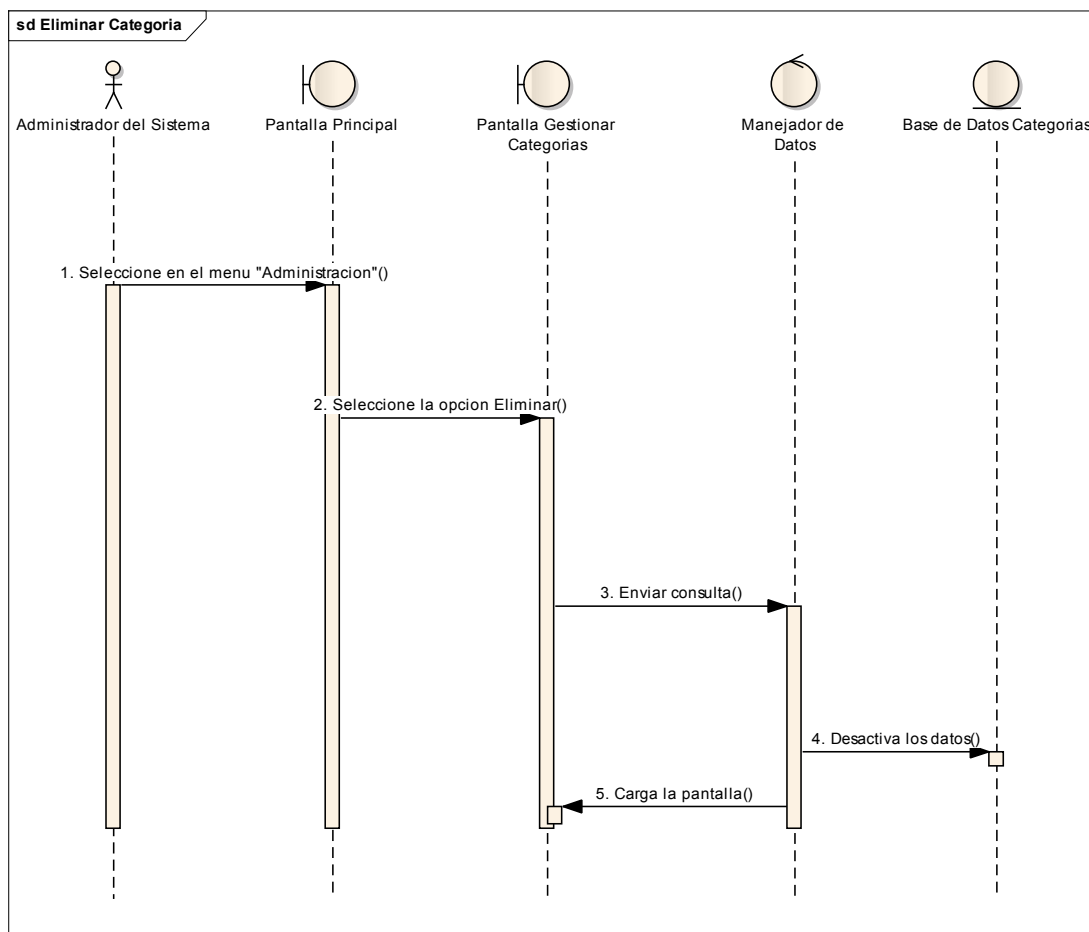 sd Eliminar Categoria
Administrador del Sistema
Pantalla Principal
Pantalla Gestionar
Categorias
Manejador de
Datos
Base de Datos Categorias
1. Seleccione en el menu "Administracion"()
2. Seleccione la opcion Eliminar()
3. Enviar consulta()
4. Desactiva los datos()
5. Carga la pantalla()